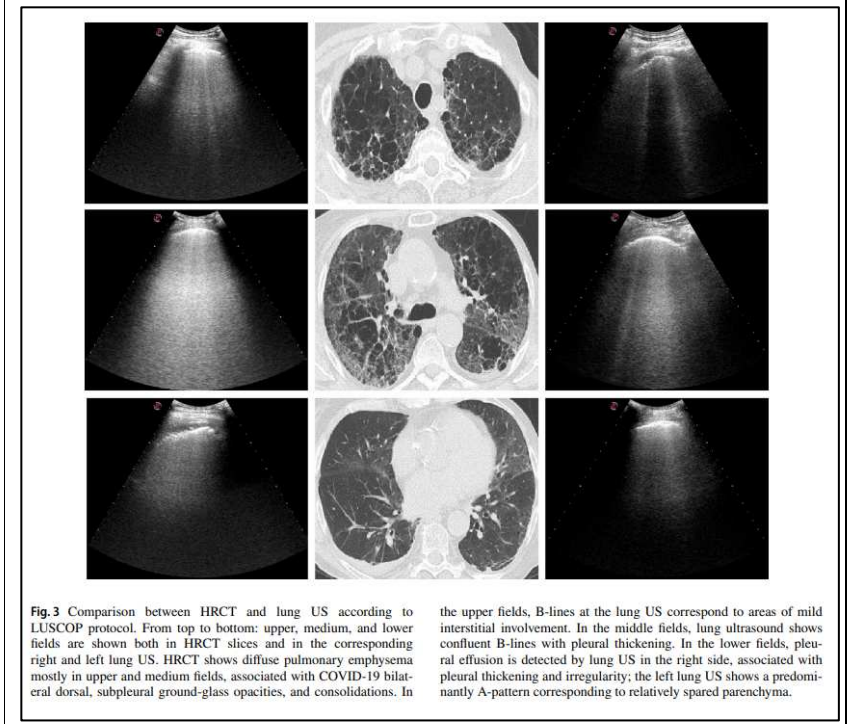 Fig. 3 Comparison between HRCT and lung US according to
LUSCOP protocol. From top to bottom: upper, medium, and lower
fields are shown both in HRCT slices and in the corresponding
right and left lung US. HRCT shows diffuse pulmonary emphysema
mostly in upper and medium fields, associated with COVID-19 bilat-
eral dorsal, subpleural ground-glass opacities, and consolidations. In
the upper fields, B-lines at the lung US correspond to areas of mild
interstitial involvement. In the middle fields, lung ultrasound shows
confluent B-lines with pleural thickening. In the lower fields, pleu-
ral effusion is detected by lung US in the right side, associated with
pleural thickening and irregularity; the left lung US shows a predomi-
nantly A-pattern corresponding to relatively spared parenchyma.